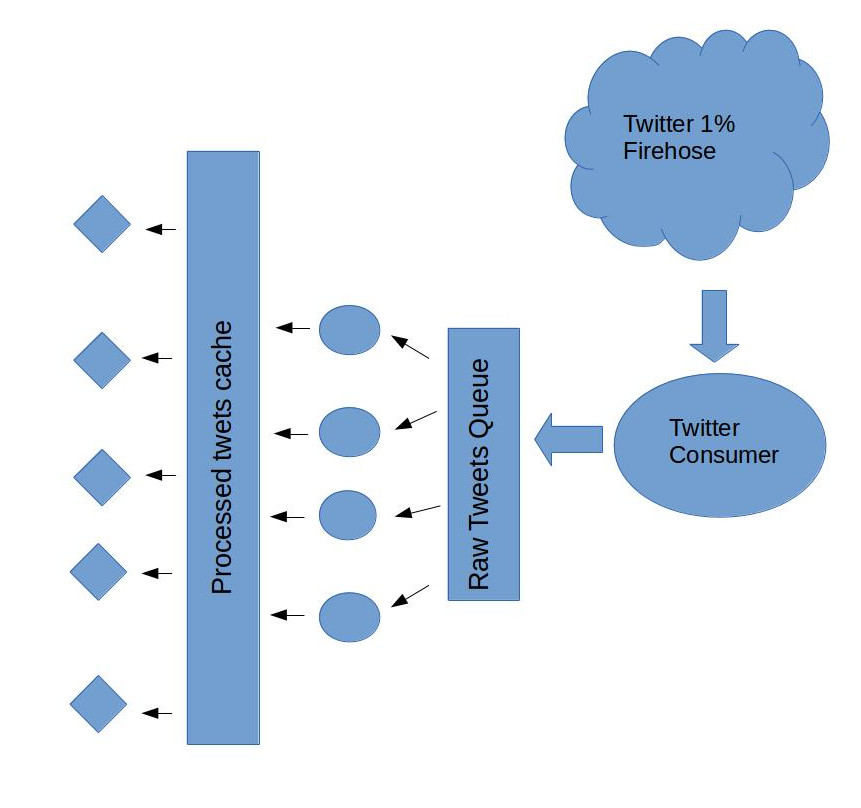 Twitter 1%
Firehose
Twitter
Consumer
Raw Tweets Queue
Processed twets cache